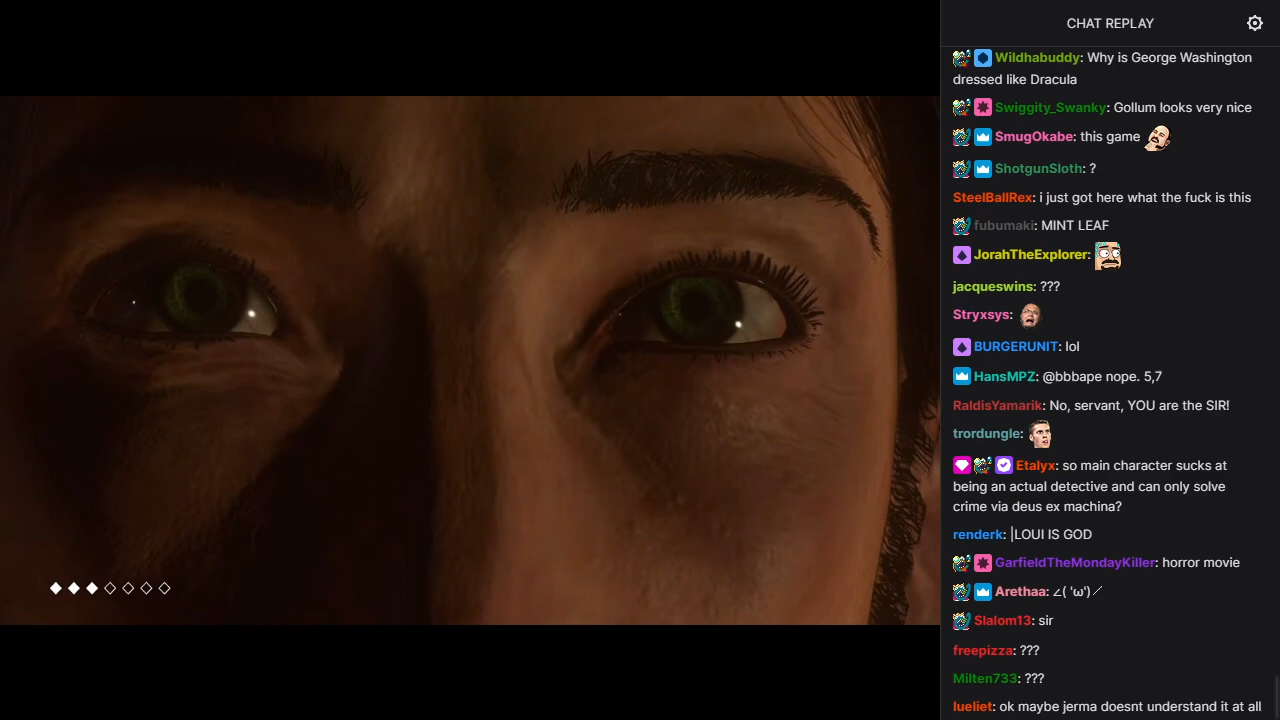 CHAT REPLAY
Wildhabuddy: Why is George Washington
dressed like Dracula
Swiggity_Swanky: Gollum looks very nice
SmugOkabe: this game
ShotgunSloth: ?
SteelBallRex: i just got here what the fuck is this
fubumaki: MINT LEAF
JorahTheExplorer:
jacqueswins: ???
Stryxsys:
BURGERUNIT: lol
HansMPZ: @bbbape nope. 5,7
RaldisYamarik: No, servant, YOU are the SIR!
trordungle:
Etalyx: so main character sucks at
being an actual detective and can only solve
crime via deus ex machina?
renderk: |LOUI IS GOD
GarfieldTheMondayKiller: horror movie
Arethaa: ∠( 'ω')／
Slalom13: sir
freepizza: ???
Milten733: ???
lueliet: ok maybe jerma doesnt understand it at all